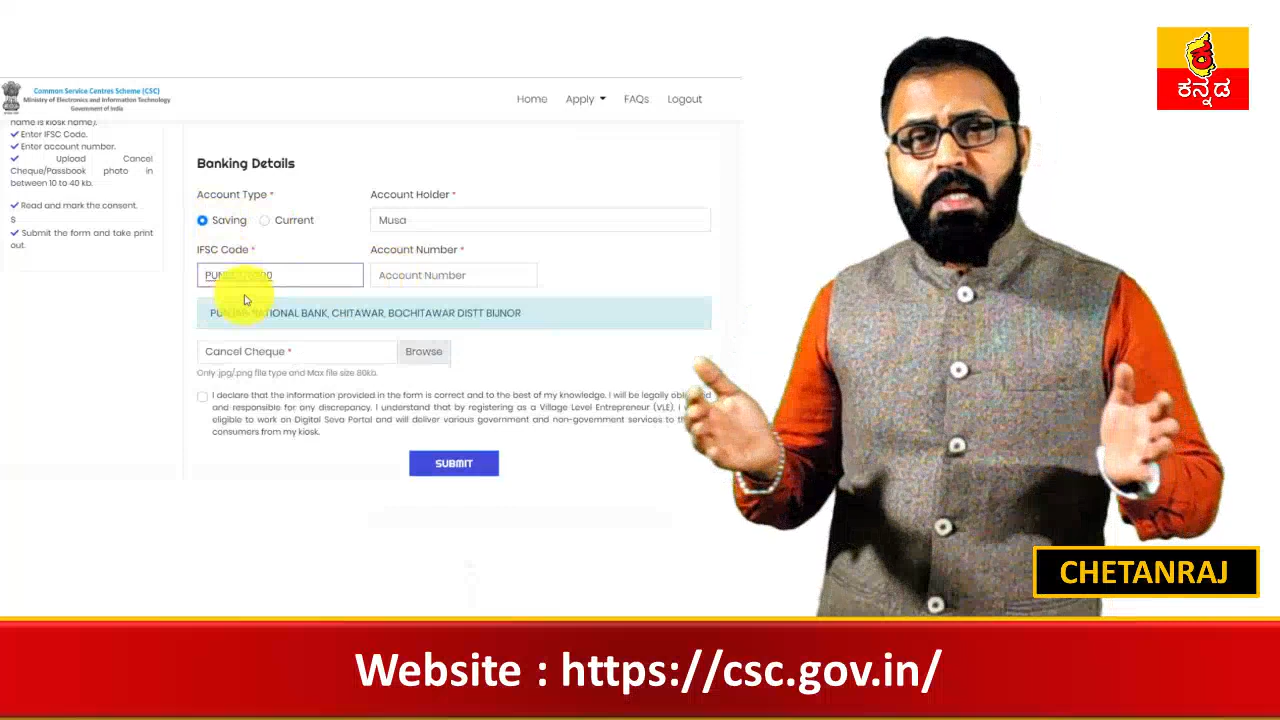 ಕನ್ನಡ
Common Service Centres Scheme (CSC)
Ministry of Electronics and Information Technology
Government of India
Home Apply FAQs Logout
name is kiosk name).
Enter IFSC Code.
Enter account number.
Upload Cancel
Cheque/Passbook photo in
between 10 to 40 kb.
Read and mark the consent.
s
Submit the form and take print
out.
Banking Details
Account Type * Account Holder *
Saving Current Musa
IFSC Code * Account Number *
Account Number
NATIONAL BANK, CHITAWAR, BOCHITAWAR DISTT BIJNOR
Cancel Cheque * Browse
Only .jpg/.png file type and Max file size 80kb.
I declare that the information provided in the form is correct and to the best of my knowledge. I will be legally
and responsible for any discrepancy. I understand that by registering as a Village Level Entrepreneur (VLE), I
eligible to work on Digital Seva Portal and will deliver various government and non-government services to
consumers from my kiosk.
SUBMIT
CHETANRAJ
Website : https://csc.gov.in/